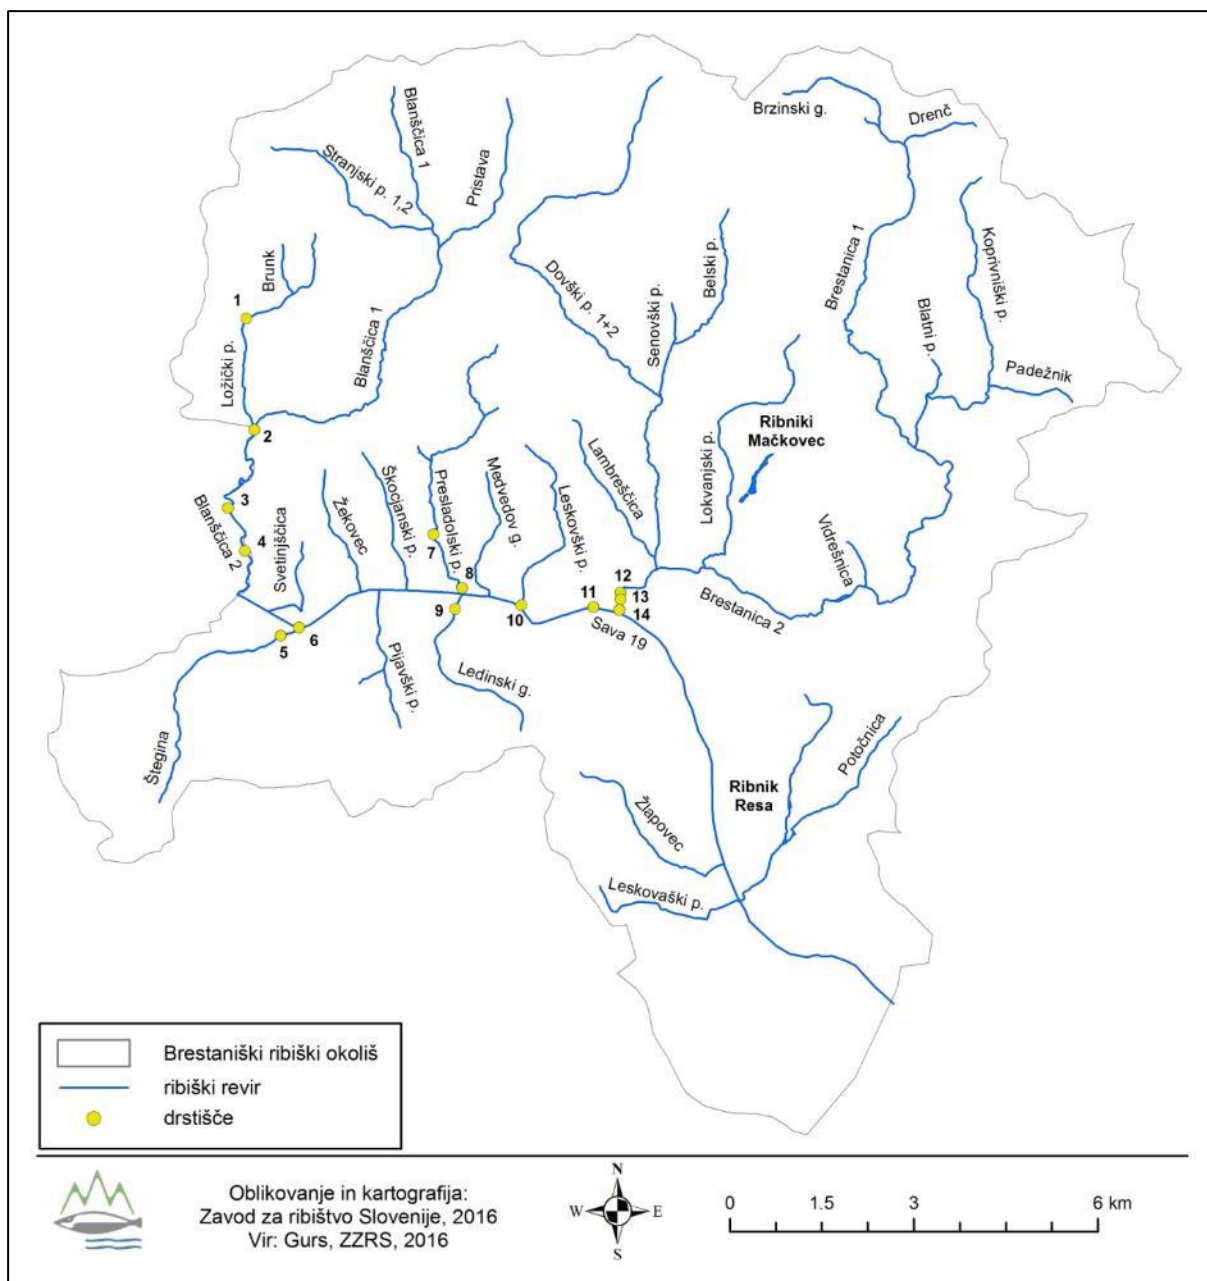 Brzinski g.
Drenč
Blanščica 1
Stranjski p. 1,2
Pristava
Brunk
1
Ložički p.
Blanščica 1
2
Dovški p. 1+2
Senovški p.
Belski p.
Brestanica 1
Koprivniški p.
Blatni p.
Padežnik
Ribniki
Mačkovec
Lokvanjski p.
Lambreščica
Leskovški p.
Medvedov g.
Presladolski p.
Škocjanski p.
Žekovec
Svetinjščica
3
4
Blanščica 2
7
8
9
10
11
12
13
14
Vidrešnica
Brestanica 2
Sava 19
5
6
Pijavški p.
Ledinski g.
Štegina
Ribnik
Resa
Potočnica
Žlapovec
Leskovaški p.
Brestaniški ribiški okoliš
ribiški revir
drstišče
Oblikovanje in kartografija:
Zavod za ribištvo Slovenije, 2016
Vir: Gurs, ZZRS, 2016
N
W E
S
0 1.5 3 6 km